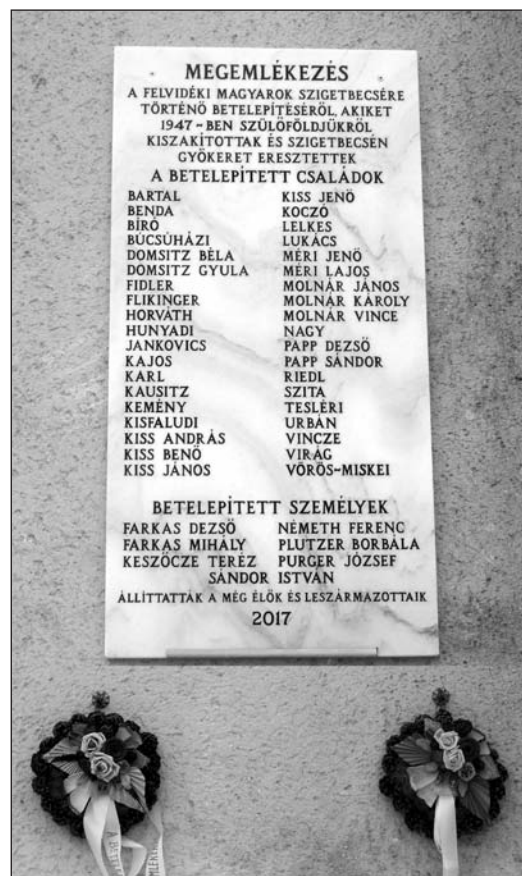 MEGEMLÉKEZÉS
A FELVIDÉKI MAGYAROK SZIGETBECSÉRE
TÖRTÉNŐ BETELEPÍTÉSÉRŐL, AKIKET
1947-BEN SZÜLŐFÖLDJÜKRŐL
KISZAKÍTOTTAK ÉS SZIGETBECSÉN
GYÖKERET ERESZTETTEK
A BETELEPÍTETT CSALÁDOK
BARTAL
BENDA
BÍRÓ
BÚCSÚHÁZI
DOMSITZ BÉLA
DOMSITZ GYULA
FIDLER
FLIKINGER
HORVÁTH
HUNYADI
JANKOVICS
KAJOS
KARL
KAUSITZ
KEMÉNY
KISFALUDI
KISS ANDRÁS
KISS BENŐ
KISS JÁNOS
KISS JENŐ
KOCZÓ
LELKES
LUKÁCS
MÉRI JENŐ
MÉRI LAJOS
MOLNÁR JÁNOS
MOLNÁR KÁROLY
MOLNÁR VINCE
NAGY
PAPP DEZSŐ
PAPP SÁNDOR
RIEDL
SZITA
TESLÉRI
URBÁN
VINCZE
VIRÁG
VÖRÖS-MISKEI
BETELEPÍTETT SZEMÉLYEK
FARKAS DEZSŐ NÉMETH FERENC
FARKAS MIHÁLY PLUTZER BORBÁLA
KESZÖCZE TERÉZ PURGER JÓZSEF
SÁNDOR ISTVÁN
ÁLLÍTTATTÁK A MÉG ÉLŐK ÉS LESZÁRMAZOTTAIK
2017